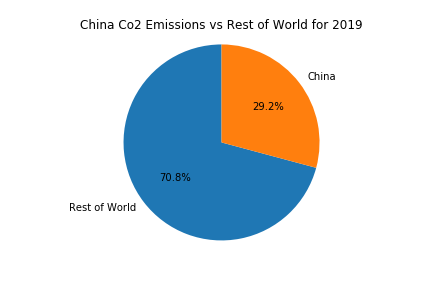 China Co2 Emissions vs Rest of World for 2019
China
29.2%
70.8%
Rest of World